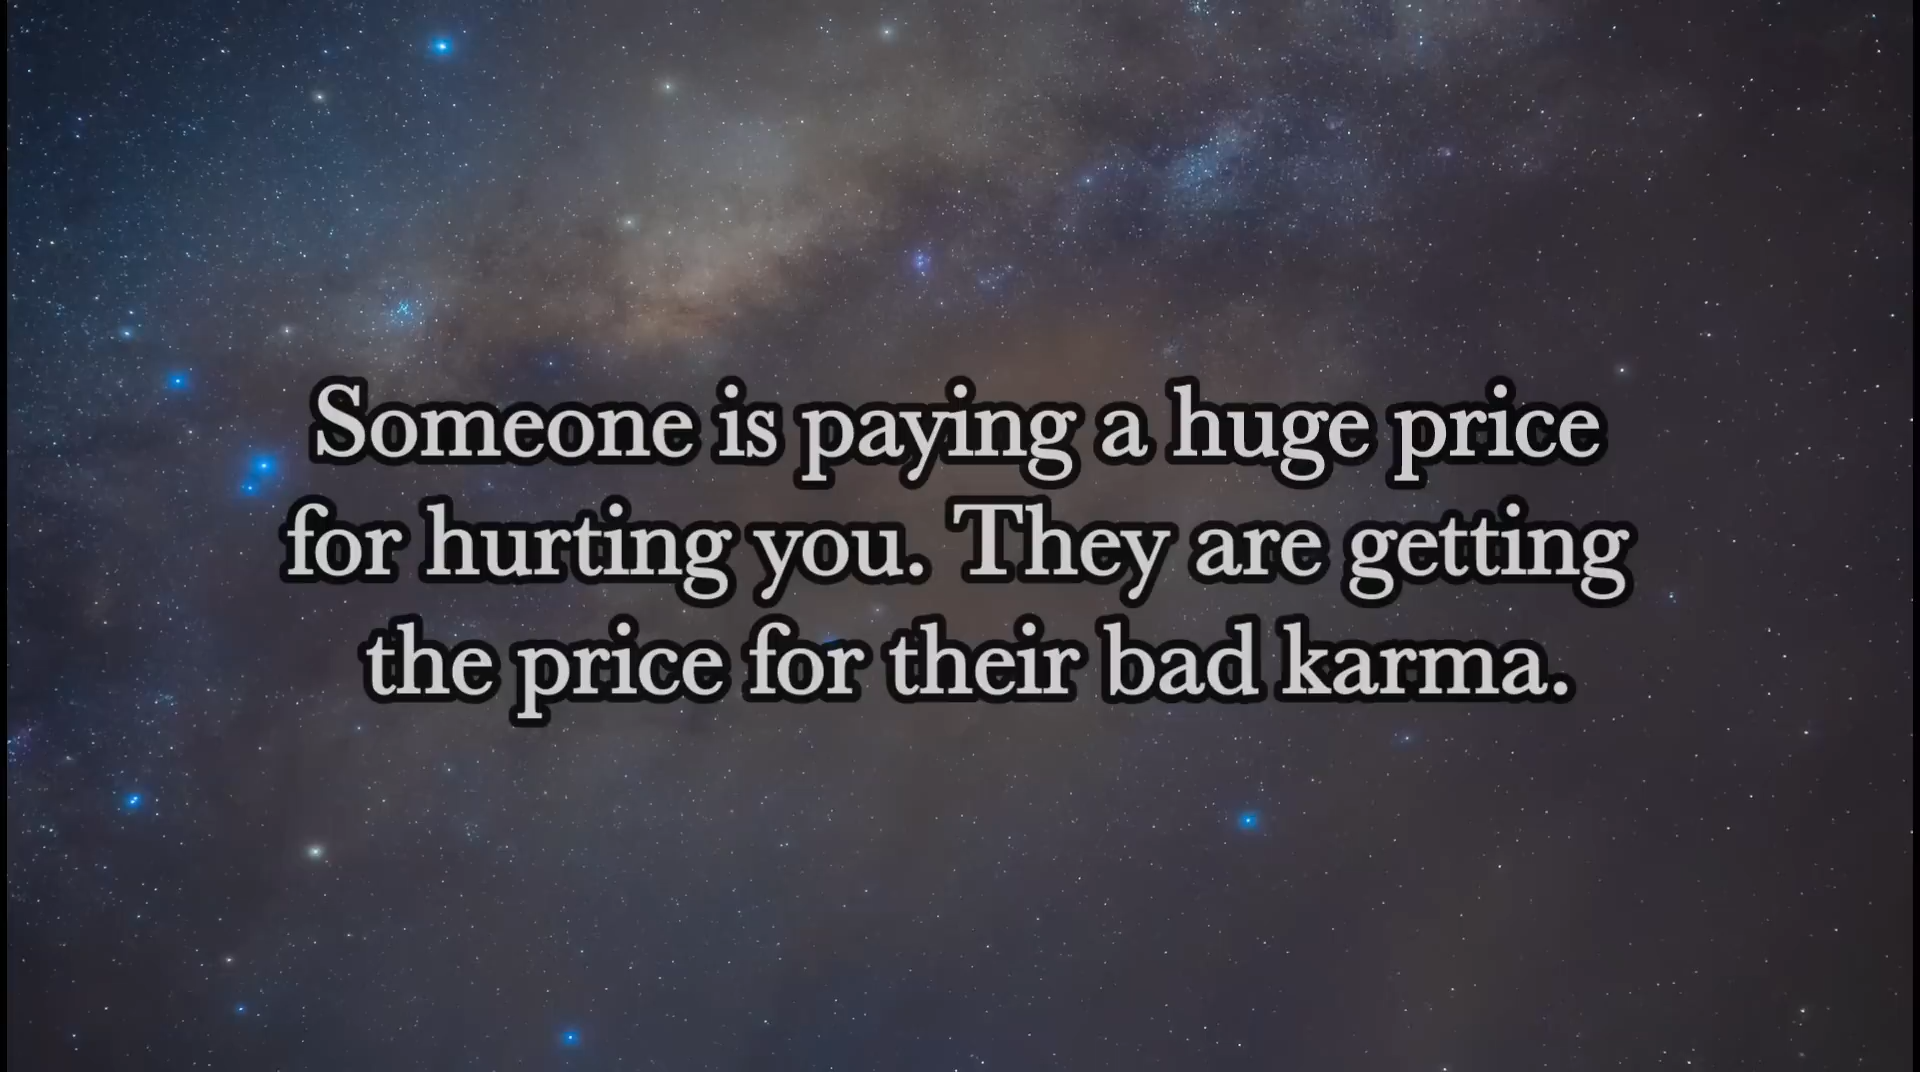 Someone is paying a huge price
for hurting you. They are getting
the price for their bad karma.